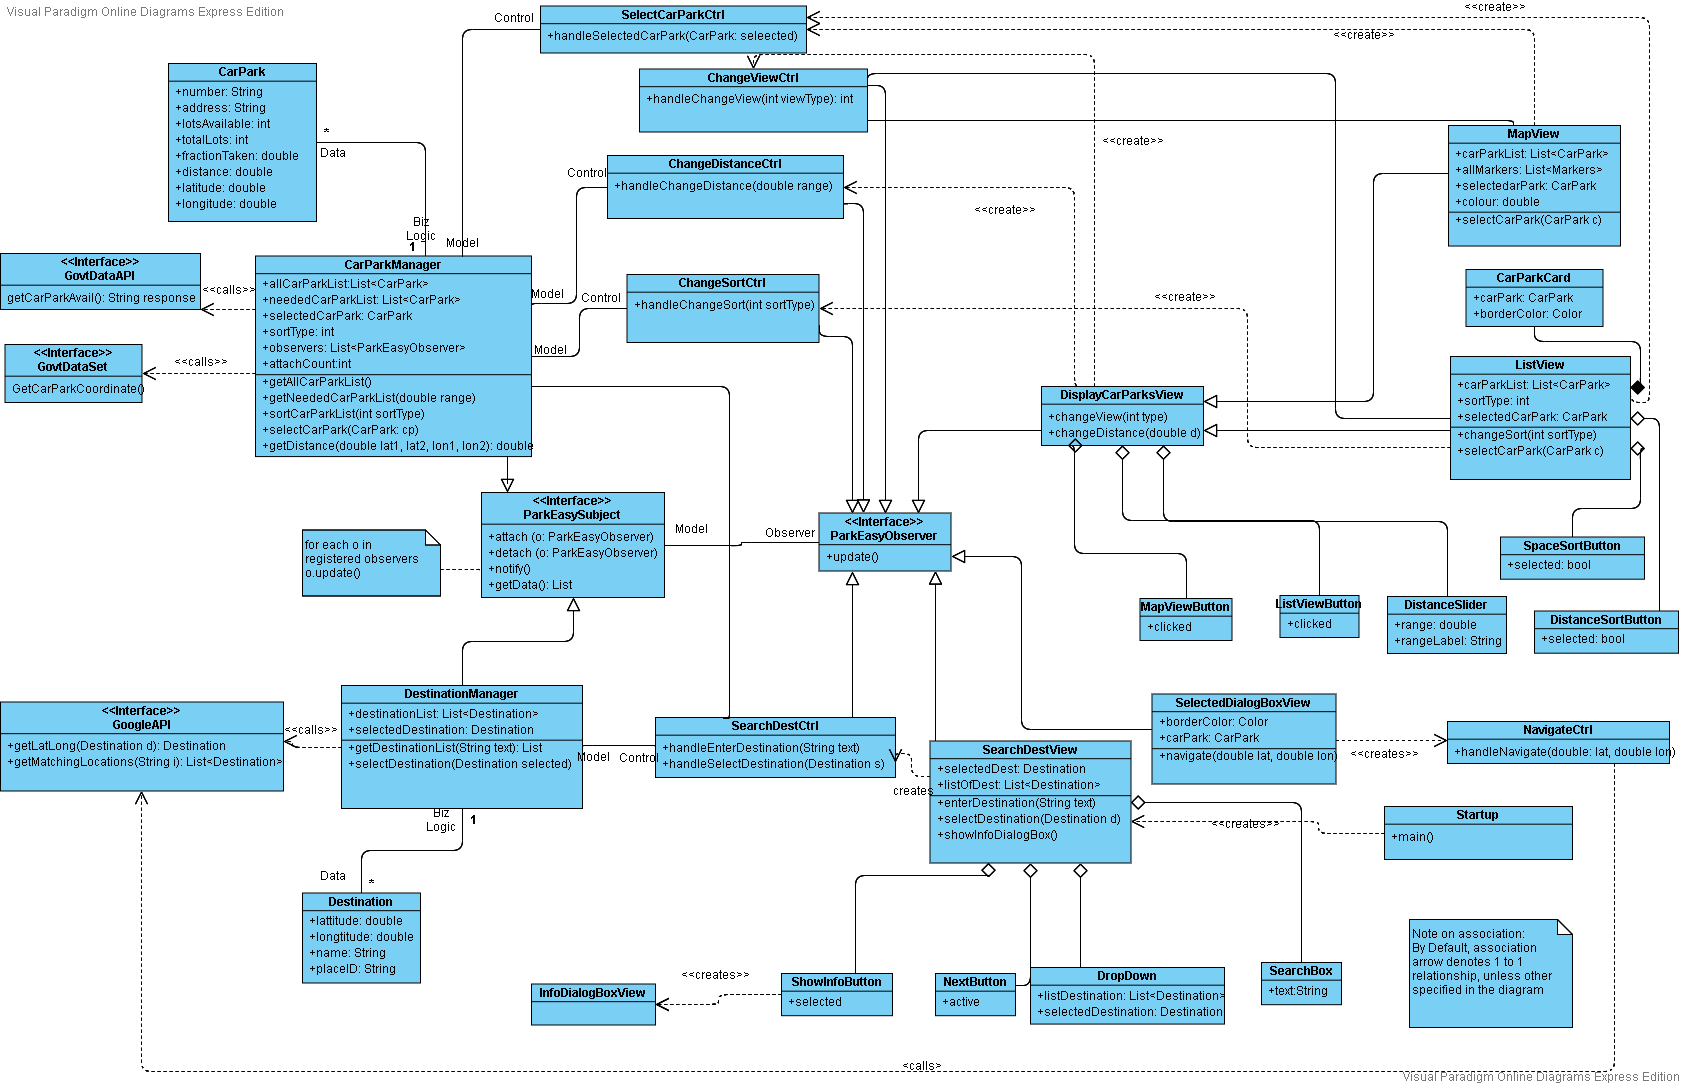 Visual Paradigm Online Diagrams Express Edition
SelectCarParkCtrl
+handleSelectedCarPark(CarPark: seleected)
Control
<<create>>
<<create>>
ChangeViewCtrl
+handleChangeView(int viewType): int
<<create>>
CarPark
+number: String
+address: String
+lotsAvailable: int
+totalLots: int
+fractionTaken: double
+distance: double
+latitude: double
+longitude: double
*
Data
MapView
+carParkList: List<CarPark>
+allMarkers: List<Markers>
+selectedarPark: CarPark
+colour: double
+selectCarPark(CarPark c)
ChangeDistanceCtrl
+handleChangeDistance(double range)
Control
<<create>>
Biz
Logic
1
Model
<<Interface>>
GovtDataAPI
getCarParkAvail(): String response
<<calls>>
CarParkManager
+allCarParkList:List<CarPark>
+neededCarParkList: List<CarPark>
+selectedCarPark: CarPark
+sortType: int
+observers: List<ParkEasyObserver>
+attachCount:int
+getAllCarParkList()
+getNeededCarParkList(double range)
+sortCarParkList(int sortType)
+selectCarPark(CarPark: cp)
+getDistance(double lat1, lat2, lon1, lon2): double
Model
Control
Model
ChangeSortCtrl
+handleChangeSort(int sortType)
<<create>>
CarParkCard
+carPark: CarPark
+borderColor: Color
<<Interface>>
GovtDataSet
GetCarParkCoordinate()
<<calls>>
ListView
+carParkList: List<CarPark>
+sortType: int
+selectedCarPark: CarPark
+changeSort(int sortType)
+selectCarPark(CarPark c)
DisplayCarParksView
+changeView(int type)
+changeDistance(double d)
<<Interface>>
ParkEasySubject
+attach (o: ParkEasyObserver)
+detach (o: ParkEasyObserver)
+notify()
+getData(): List
Model
Observer
<<Interface>>
ParkEasyObserver
+update()
for each o in
registered observers
o.update()
SpaceSortButton
+selected: bool
MapViewButton
+clicked
ListViewButton
+clicked
DistanceSlider
+range: double
+rangeLabel: String
DistanceSortButton
+selected: bool
<<Interface>>
GoogleAPI
+getLatLong(Destination d): Destination
+getMatchingLocations(String i): List<Destination>
<<calls>>
DestinationManager
+destinationList: List<Destination>
+selectedDestination: Destination
+getDestinationList(String text): List
+selectDestination(Destination selected)
Model
Control
SearchDestCtrl
+handleEnterDestination(String text)
+handleSelectDestination(Destination s)
creates
SearchDestView
+selectedDest: Destination
+listOfDest: List<Destination>
+enterDestination(String text)
+selectDestination(Destination d)
+showInfoDialogBox()
SelectedDialogBoxView
+borderColor: Color
+carPark: CarPark
+navigate(double lat, double lon)
<<creates>>
NavigateCtrl
+handleNavigate(double: lat, double lon)
<<creates>>
Startup
+main()
Biz
Logic
1
Data
*
Destination
+lattitude: double
+longtitude: double
+name: String
+placeID: String
InfoDialogBoxView
<<creates>>
ShowInfoButton
+selected
NextButton
+active
DropDown
+listDestination: List<Destination>
+selectedDestination: Destination
SearchBox
+text:String
Note on association:
By Default, association
arrow denotes 1 to 1
relationship, unless other
specified in the diagram
<calls>
Visual Paradigm Online Diagrams Express Edition